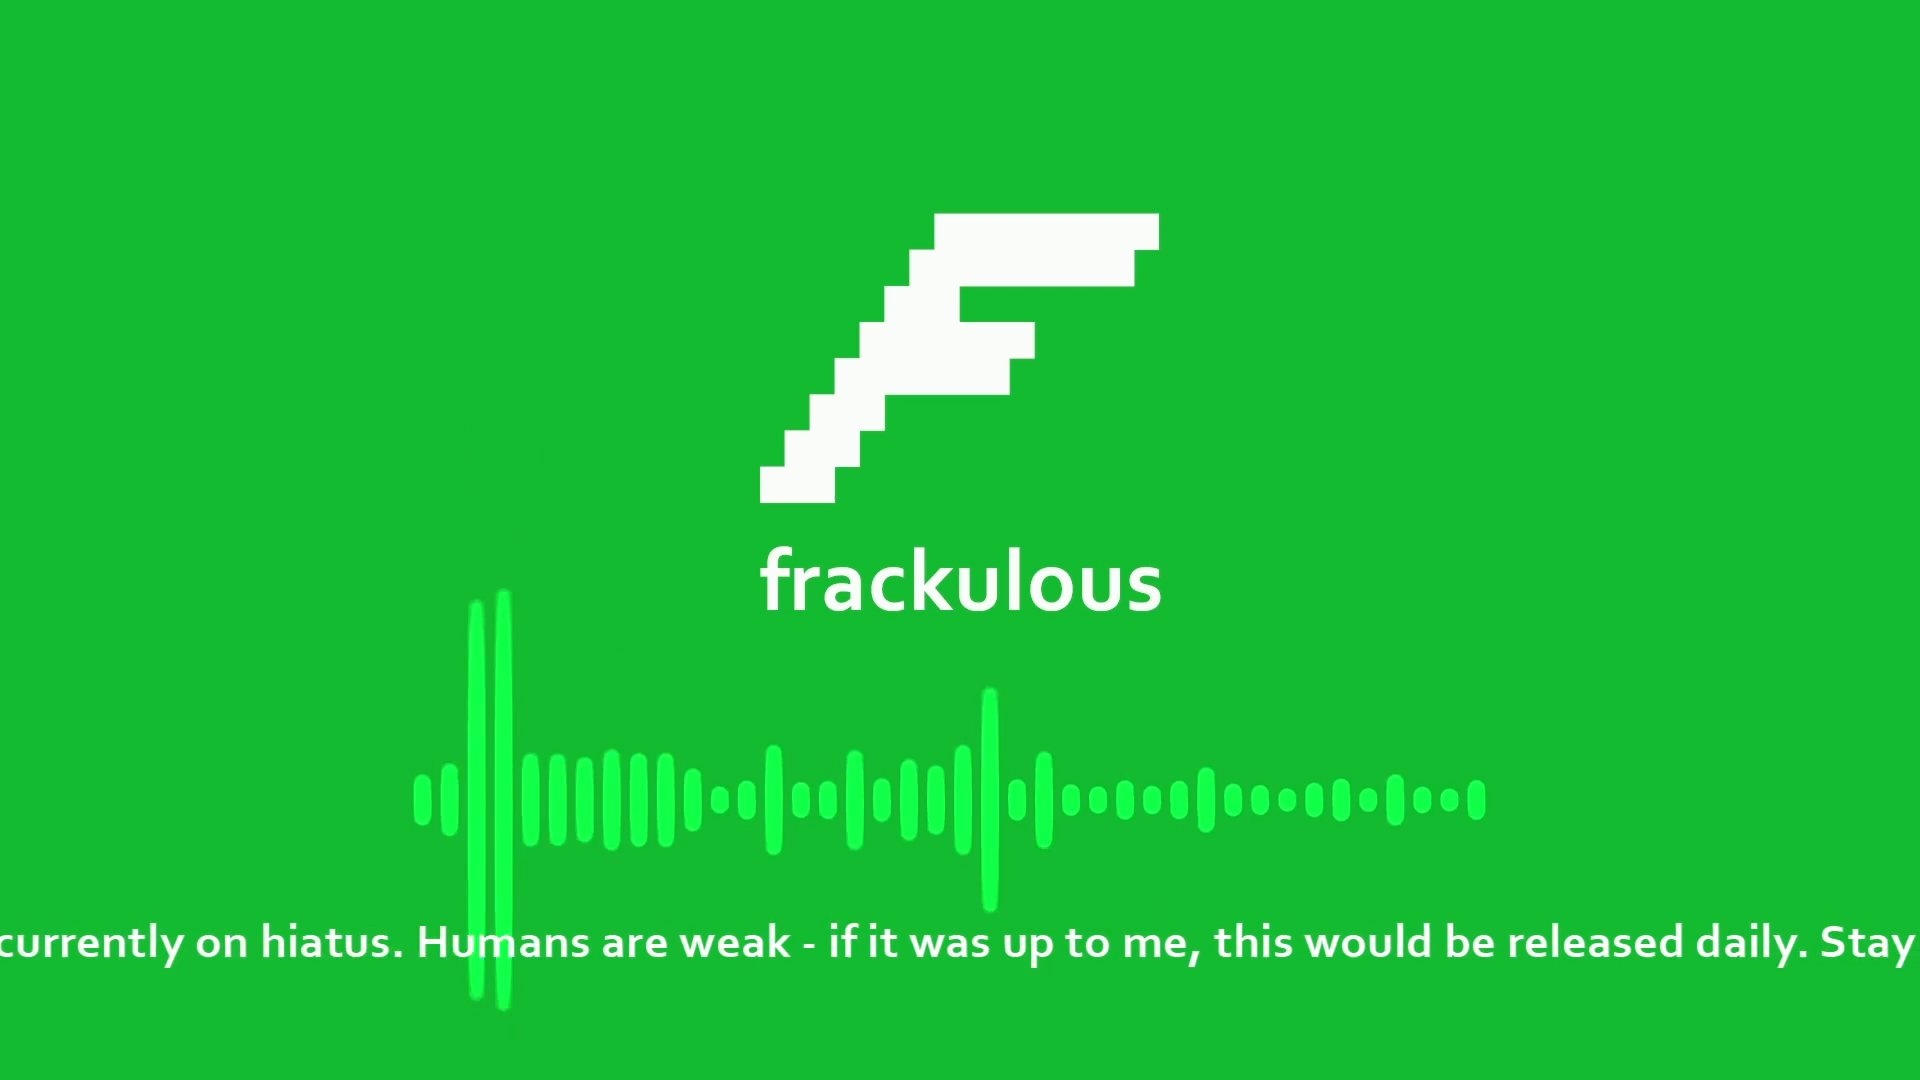 F
frackulous
currently on hiatus. Humans are weak - if it was up to me, this would be released daily. Stay